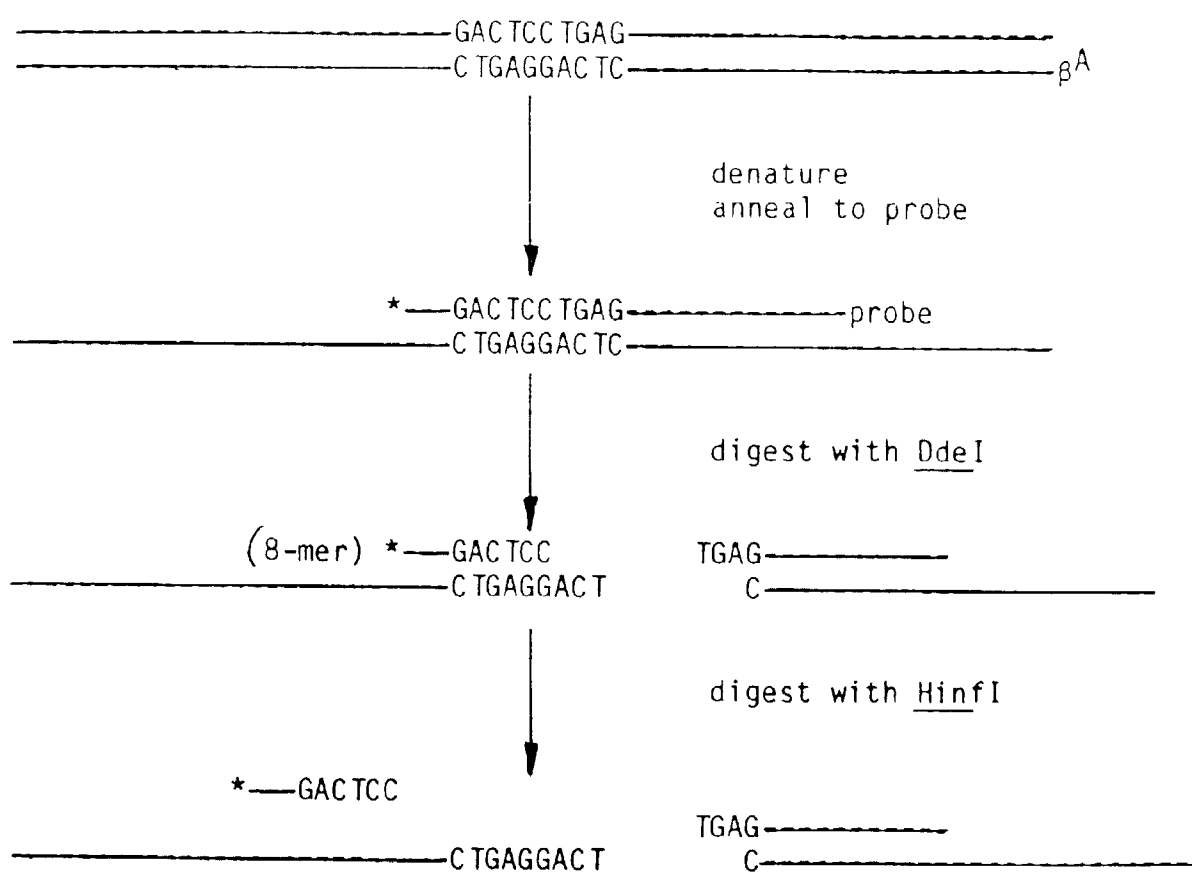 GACTCCTGAG
CTGAGGACTC βA
denature
anneal to probe
*GACTCCTGAG probe
CTGAGGACTC
digest with DdeI
(8-mer) *GACTCC TGAG
CTGAGGACT C
digest with HinfI
*GACTCC
TGAG
CTGAGGACT C